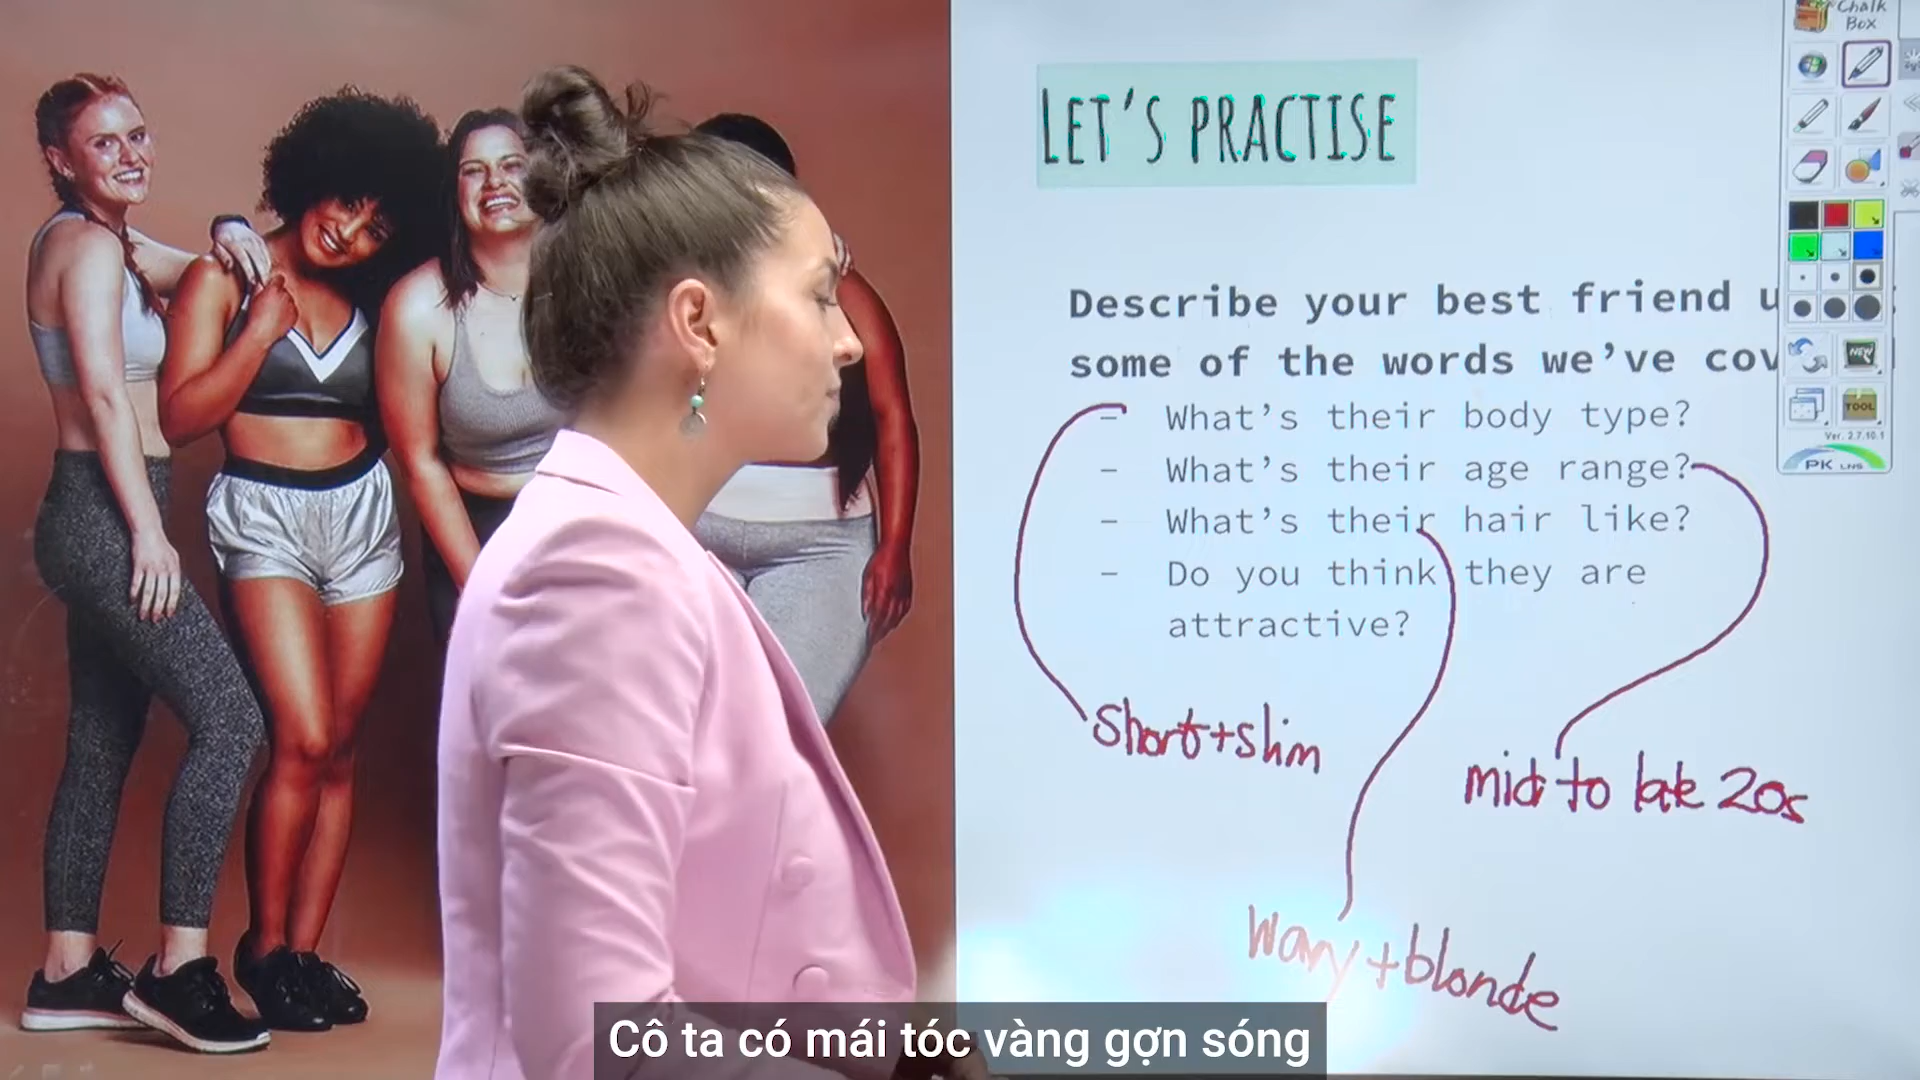 Chalk
Box
LET'S PRACTISE
Describe your best friend u
some of the words we've cov
- What's their body type?
- What's their age range?
- What's their hair like?
- Do you think they are
attractive?
NEW
TOOL
Ver. 2.7.10.1
PK LNS
Short+slim
mid to late 20s
Wavy+blonde
Cô ta có mái tóc vàng gợn sóng